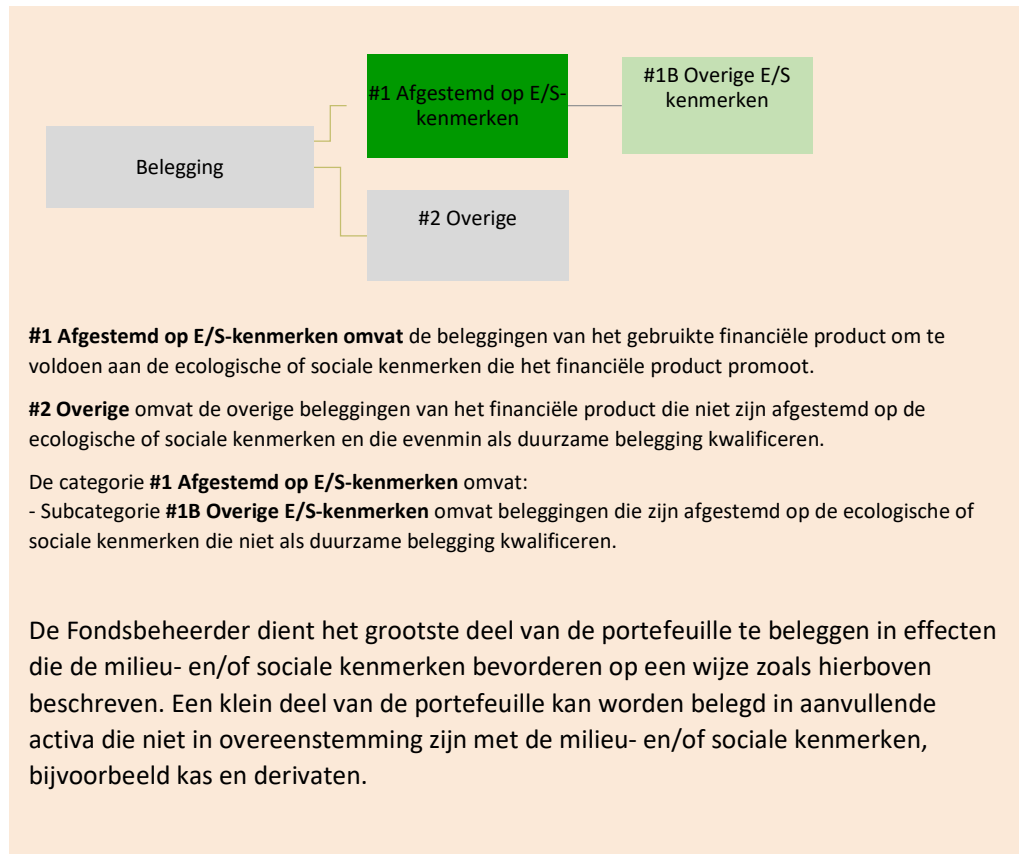 #1 Afgestemd op E/S-
kenmerken
#1B Overige E/S
kenmerken
Belegging
#2 Overige
#1 Afgestemd op E/S-kenmerken omvat de beleggingen van het gebruikte financiële product om te
voldoen aan de ecologische of sociale kenmerken die het financiële product promoot.
#2 Overige omvat de overige beleggingen van het financiële product die niet zijn afgestemd op de
ecologische of sociale kenmerken en die evenmin als duurzame belegging kwalificeren.
De categorie #1 Afgestemd op E/S-kenmerken omvat:
- Subcategorie #1B Overige E/S-kenmerken omvat beleggingen die zijn afgestemd op de ecologische of
sociale kenmerken die niet als duurzame belegging kwalificeren.
De Fondsbeheerder dient het grootste deel van de portefeuille te beleggen in effecten
die de milieu- en/of sociale kenmerken bevorderen op een wijze zoals hierboven
beschreven. Een klein deel van de portefeuille kan worden belegd in aanvullende
activa die niet in overeenstemming zijn met de milieu- en/of sociale kenmerken,
bijvoorbeeld kas en derivaten.